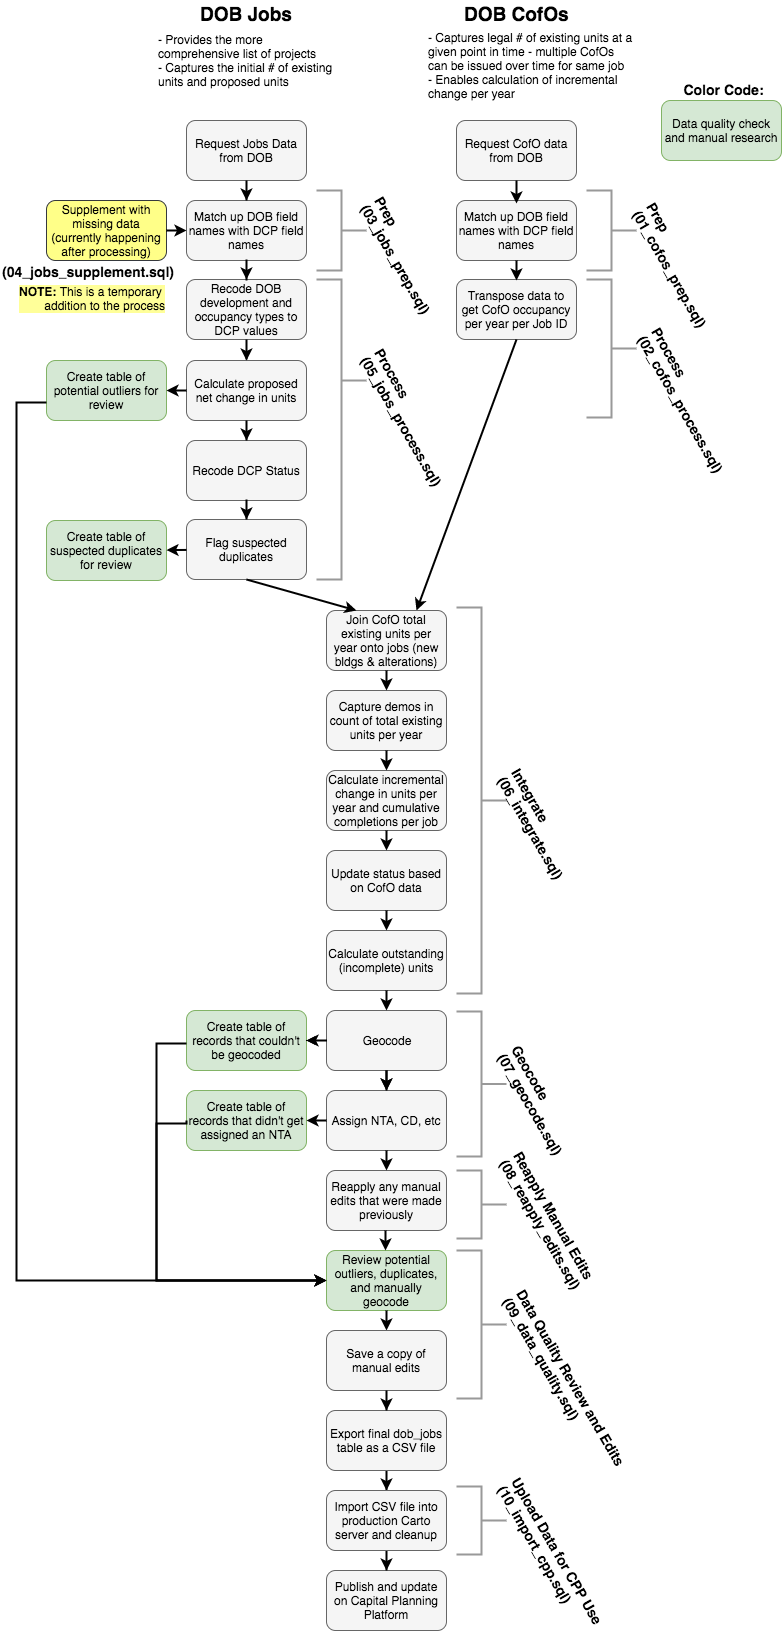 DOB Jobs
- Provides the more
comprehensive list of projects
- Captures the initial # of existing
units and proposed units
DOB CofOs
- Captures legal # of existing units at a
given point in time - multiple CofOs
can be issued over time for same job
- Enables calculation of incremental
change per year
Color Code:
Data quality check
and manual research
Request Jobs Data
from DOB
Request CofO data
from DOB
Supplement with
missing data
(currently happening
after processing)
(04_jobs_supplement.sql)
NOTE: This is a temporary
addition to the process
Match up DOB field
names with DCP field
names
Prep
(03_jobs_prep.sql)
Match up DOB field
names with DCP field
names
Prep
(01_cofos_prep.sql)
Recode DOB
development and
occupancy types to
DCP values
Transpose data to
get CofO occupancy
per year per Job ID
Process
(05_jobs_process.sql)
Process
(02_cofos_process.sql)
Create table of
potential outliers for
review
Calculate proposed
net change in units
Recode DCP Status
Create table of
suspected duplicates
for review
Flag suspected
duplicates
Join CofO total
existing units per
year onto jobs (new
bldgs & alterations)
Capture demos in
count of total existing
units per year
Calculate incremental
change in units per
year and cumulative
completions per job
Integrate
(06_integrate.sql)
Update status based
on CofO data
Calculate outstanding
(incomplete) units
Create table of
records that couldn't
be geocoded
Geocode
Geocode
(07_geocode.sql)
Create table of
records that didn't get
assigned an NTA
Assign NTA, CD, etc
Reapply any manual
edits that were made
previously
Reapply Manual Edits
(08_reapply_edits.sql)
Review potential
outliers, duplicates,
and manually
geocode
Data Quality Review and Edits
(09_data_quality.sql)
Save a copy of
manual edits
Export final dob_jobs
table as a CSV file
Import CSV file into
production Carto
server and cleanup
Upload Data for CPP Use
(10_import_cpp.sql)
Publish and update
on Capital Planning
Platform